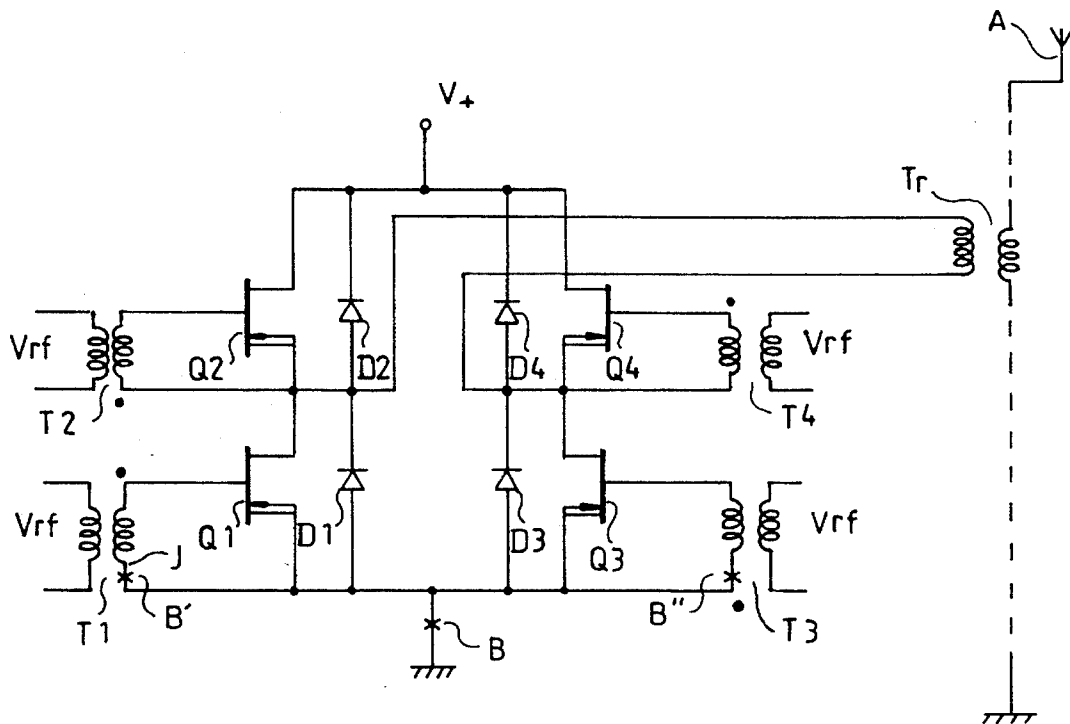 A
V+
Tr
Vrf
Q2
D2
D4
Q4
Vrf
T2
T4
Vrf
Q1
D1
D3
Q3
Vrf
J
T1
B′
B
B″
T3